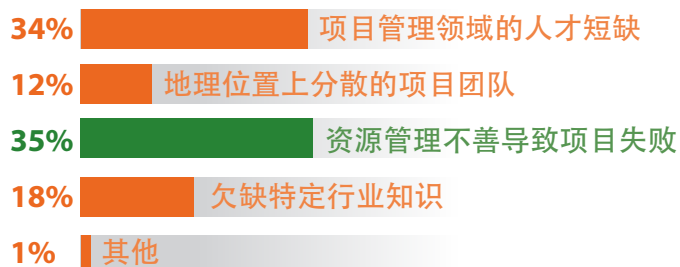 34% 项目管理领域的人才短缺
12% 地理位置上分散的项目团队
35% 资源管理不善导致项目失败
18% 欠缺特定行业知识
1% 其他